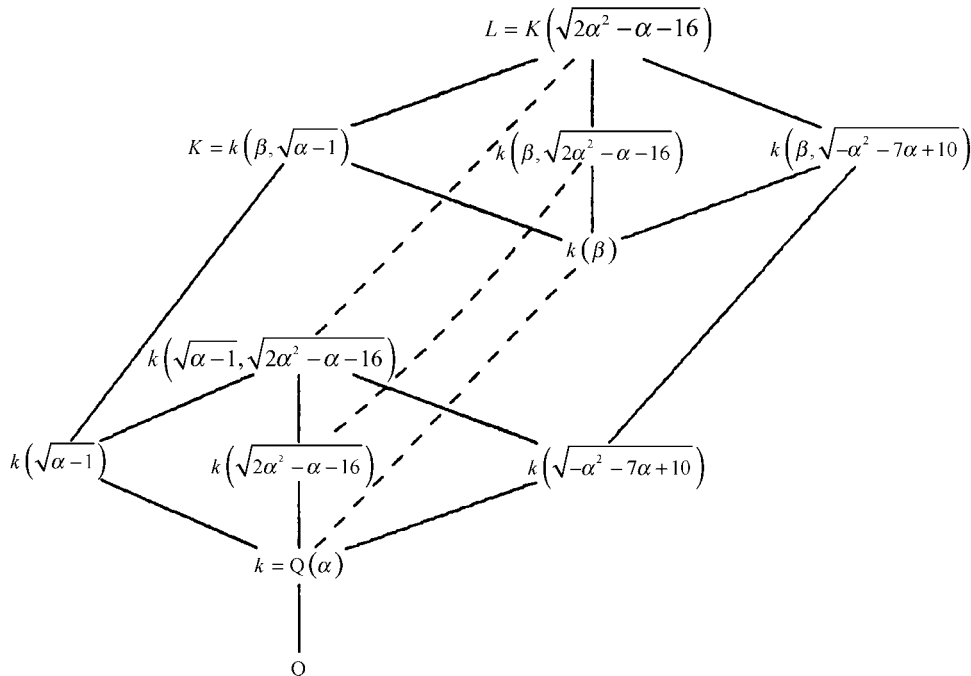 L = K(√(2α² − α − 16))
K = k(β, √(α − 1))
k(β, √(2α² − α − 16))
k(β, √(−α² − 7α + 10))
k(β)
k(√(α − 1), √(2α² − α − 16))
k(√(α − 1))
k(√(2α² − α − 16))
k(√(−α² − 7α + 10))
k = Q(α)
Q